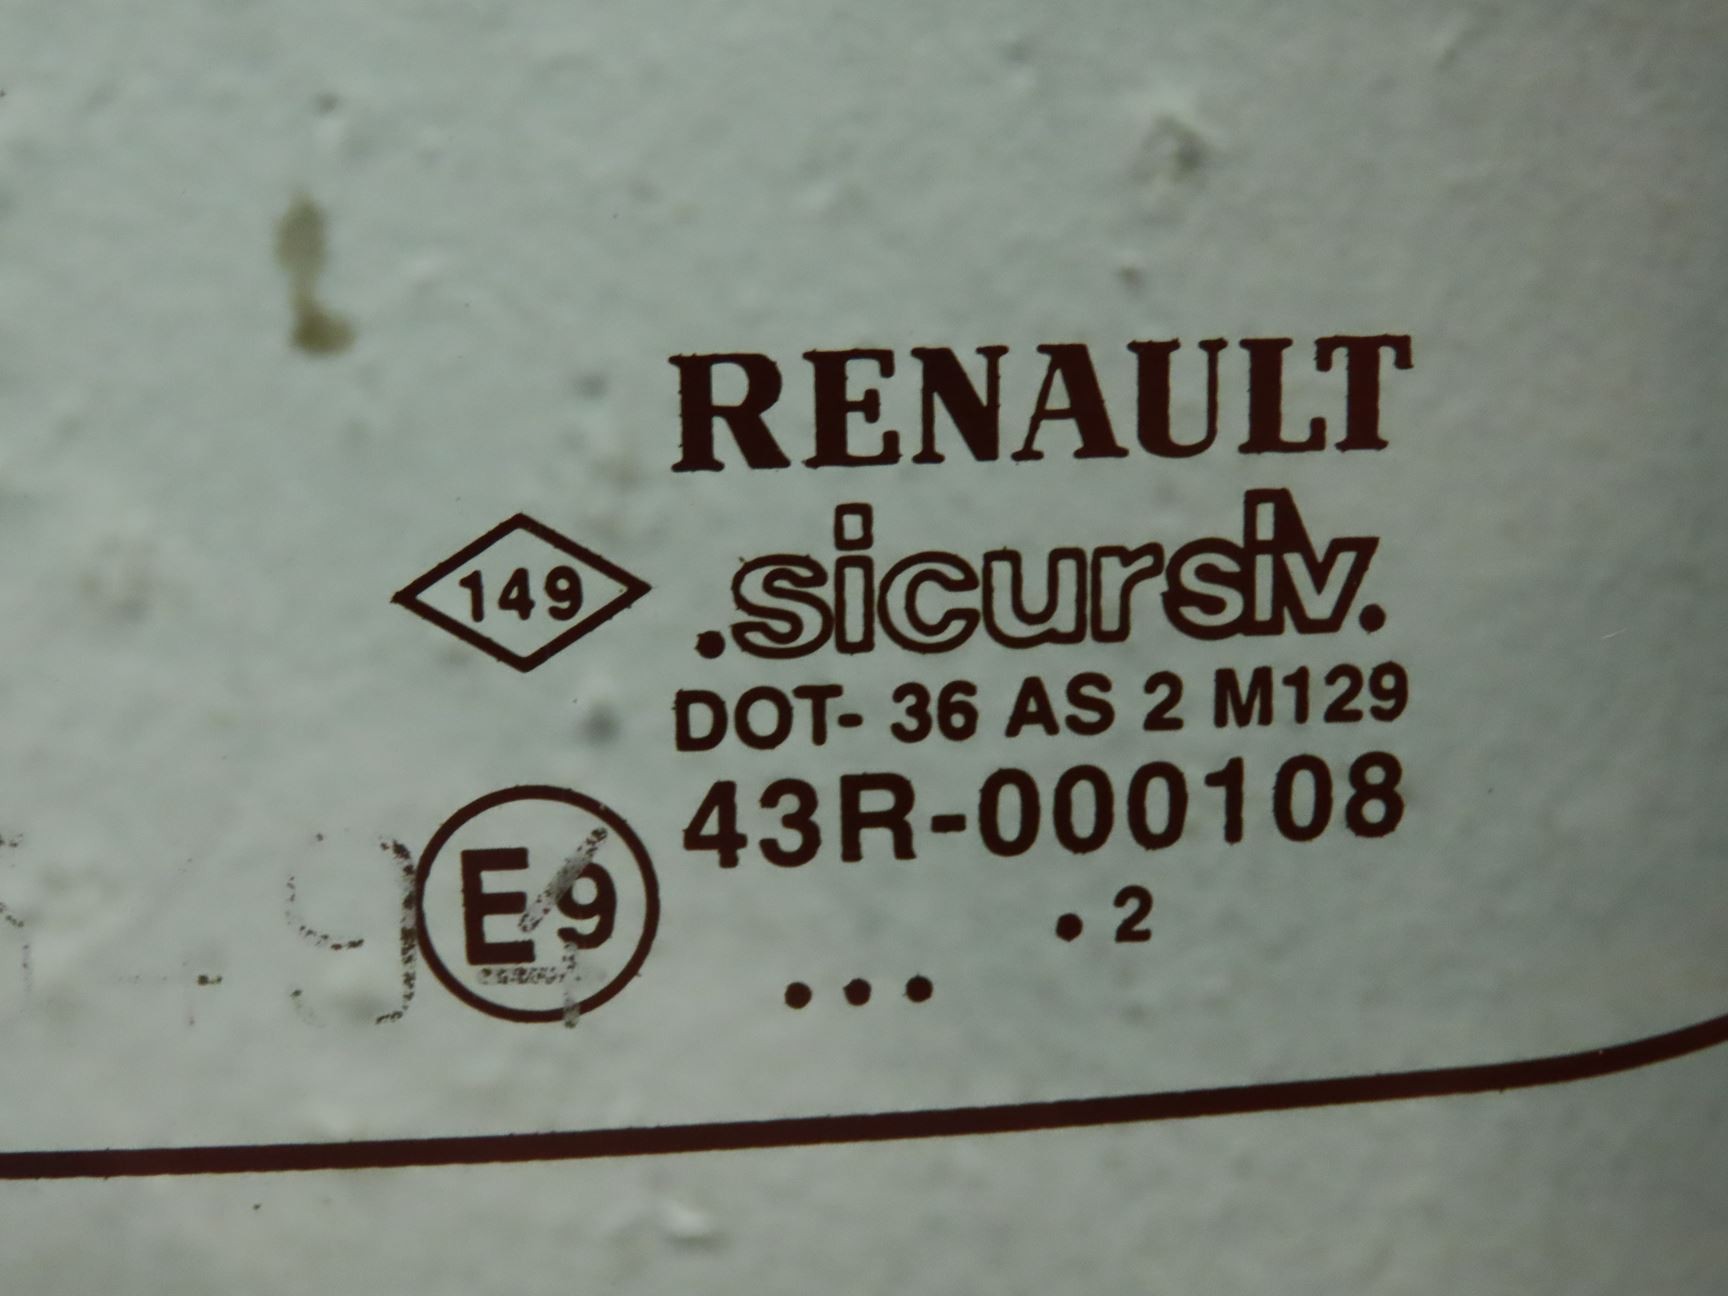 RENAULT
149
.sicursiv.
DOT- 36 AS 2 M129
E9
43R-000108
. 2
...